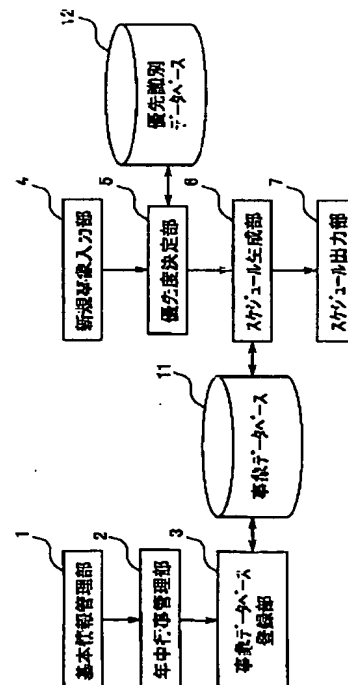 1
基本情報管理部
2
年中行事管理部
3
事象データベース
登録部
11
事象データベース
4
新規事象入力部
5
優先度決定部
12
優先識別
データベース
6
スケジュール生成部
7
スケジュール出力部